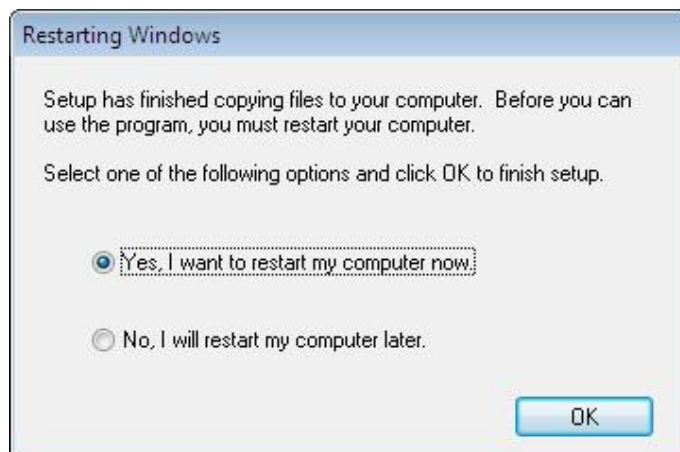 Restarting Windows
Setup has finished copying files to your computer.  Before you can
use the program, you must restart your computer.
Select one of the following options and click OK to finish setup.
Yes, I want to restart my computer now.
No, I will restart my computer later.
OK